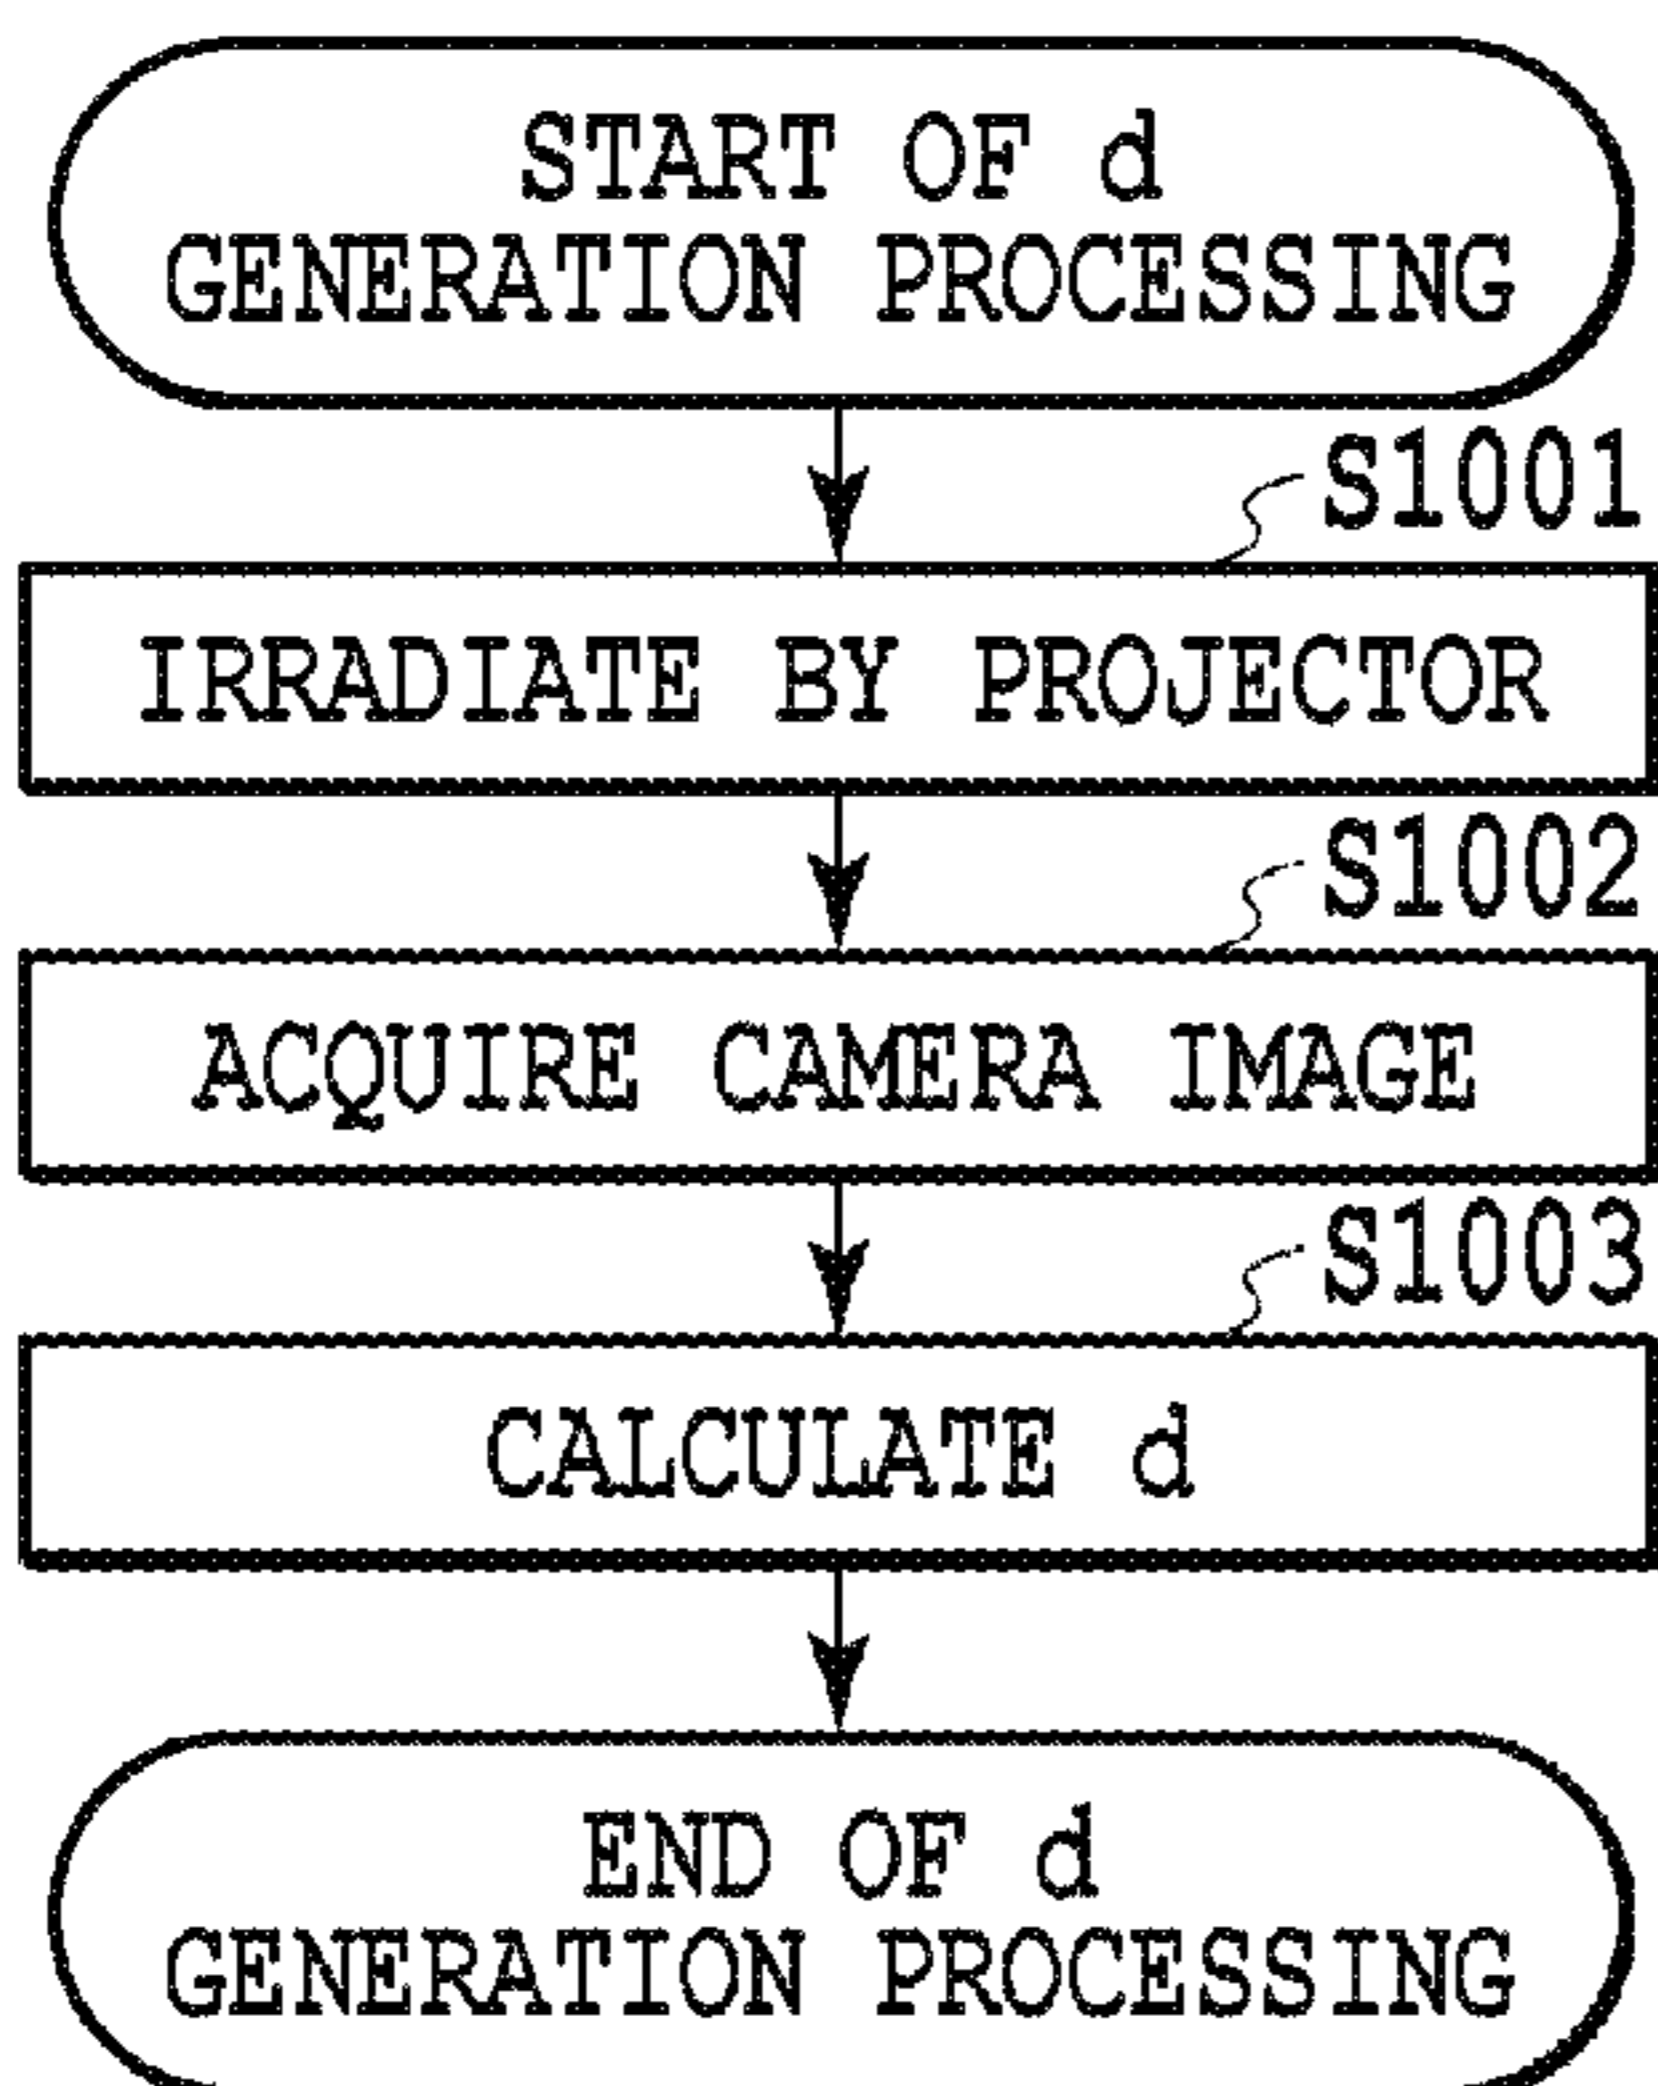 START OF d
GENERATION PROCESSING
S1001
IRRADIATE BY PROJECTOR
S1002
ACQUIRE CAMERA IMAGE
S1003
CALCULATE d
END OF d
GENERATION PROCESSING